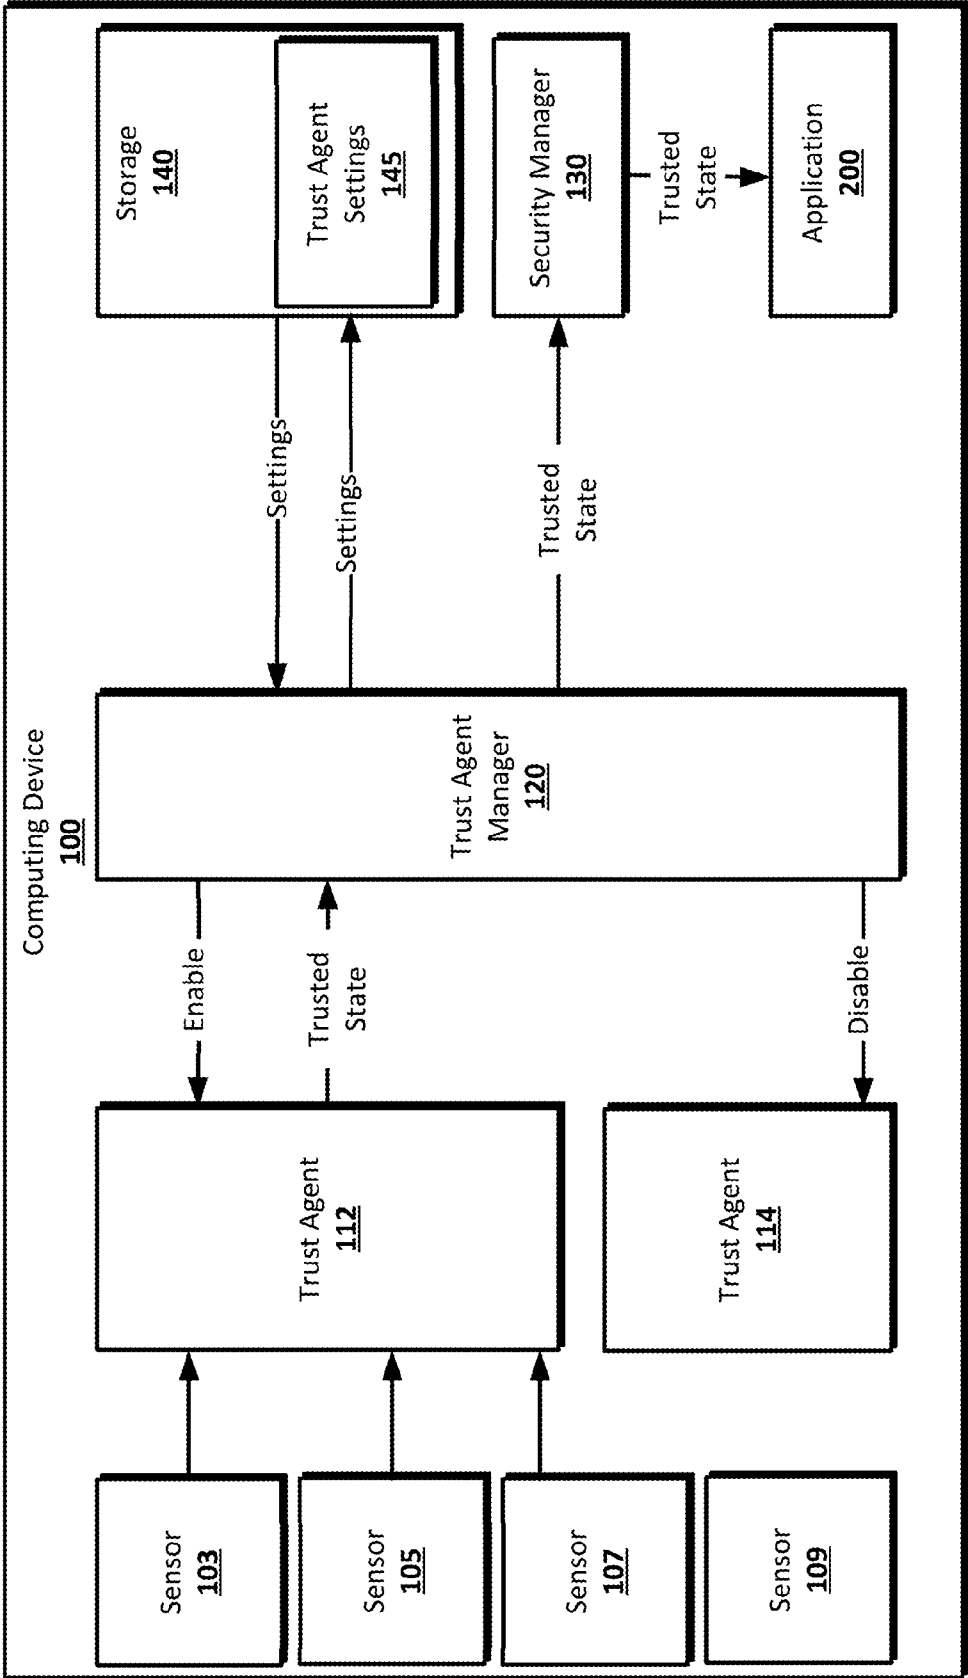 Computing Device
100
Sensor
103
Sensor
105
Sensor
107
Sensor
109
Trust Agent
112
Trust Agent
114
Enable
Trusted
State
Disable
Trust Agent
Manager
120
Settings
Settings
Trusted
State
Storage
140
Trust Agent
Settings
145
Security Manager
130
Trusted
State
Application
200